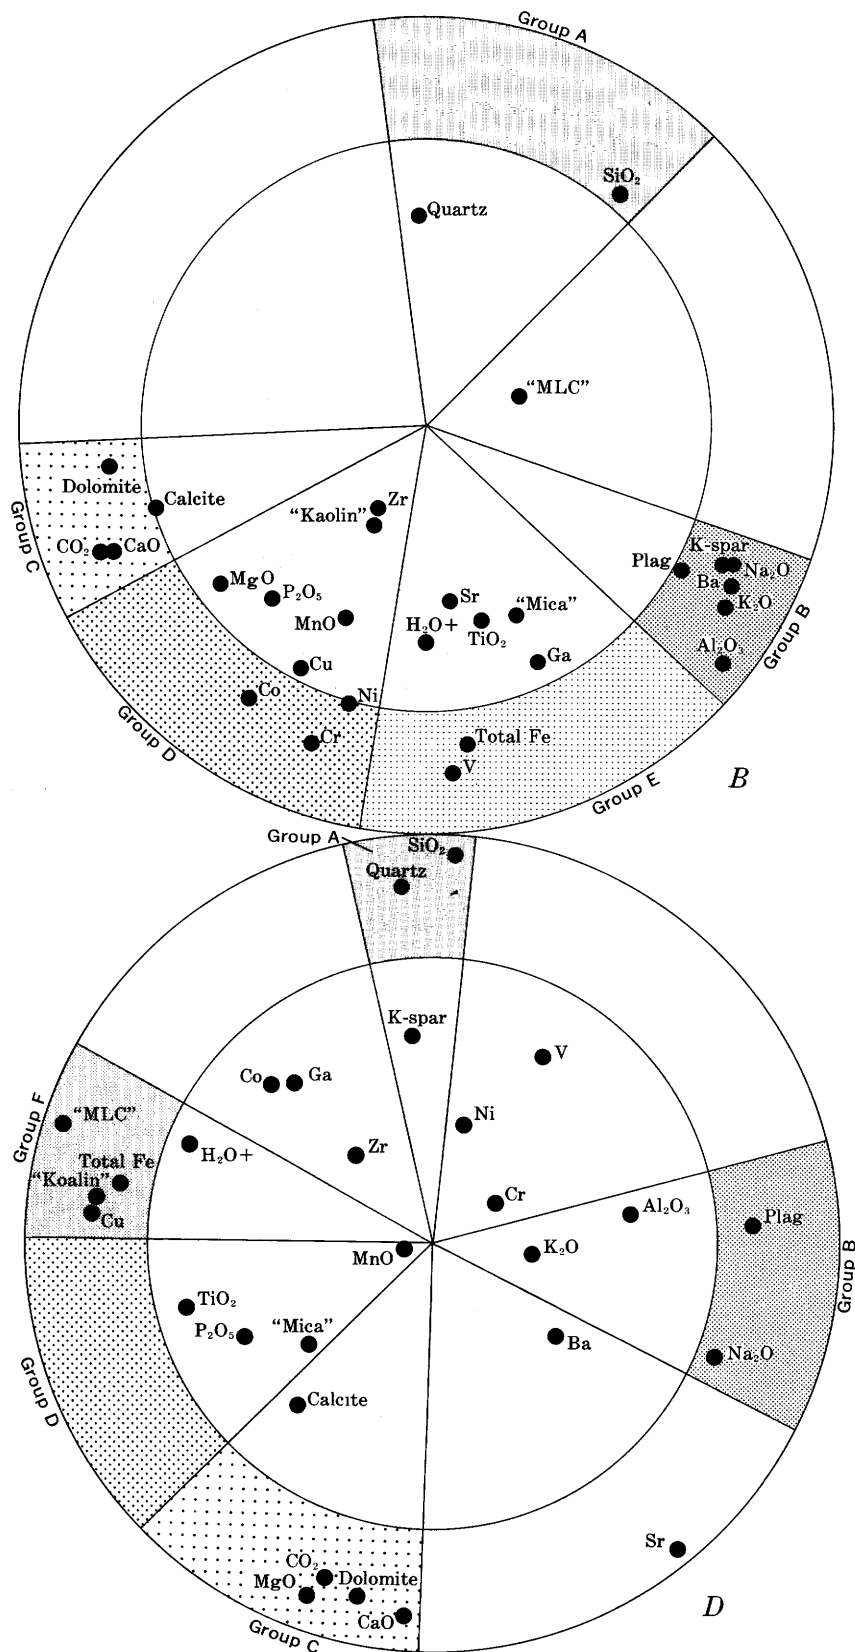 Group A
SiO₂
Quartz
"MLC"
Dolomite
Calcite
CO₂
CaO
Group C
Zr
"Kaolin"
MgO
P₂O₅
MnO
Cu
Co
Ni
Cr
Group D
Sr
"Mica"
H₂O+
TiO₂
Ga
Total Fe
V
Group E
Plag
K-spar
Na₂O
Ba
K₂O
Al₂O₃
Group B
B
Group A
SiO₂
Quartz
K-spar
V
Co
Ga
Ni
Zr
H₂O+
"MLC"
Total Fe
"Koalin"
Cu
Group F
Cr
Al₂O₃
Plag
K₂O
Na₂O
Group B
MnO
TiO₂
P₂O₅
"Mica"
Ba
Calcite
Group D
CO₂
MgO
Dolomite
CaO
Group C
Sr
D